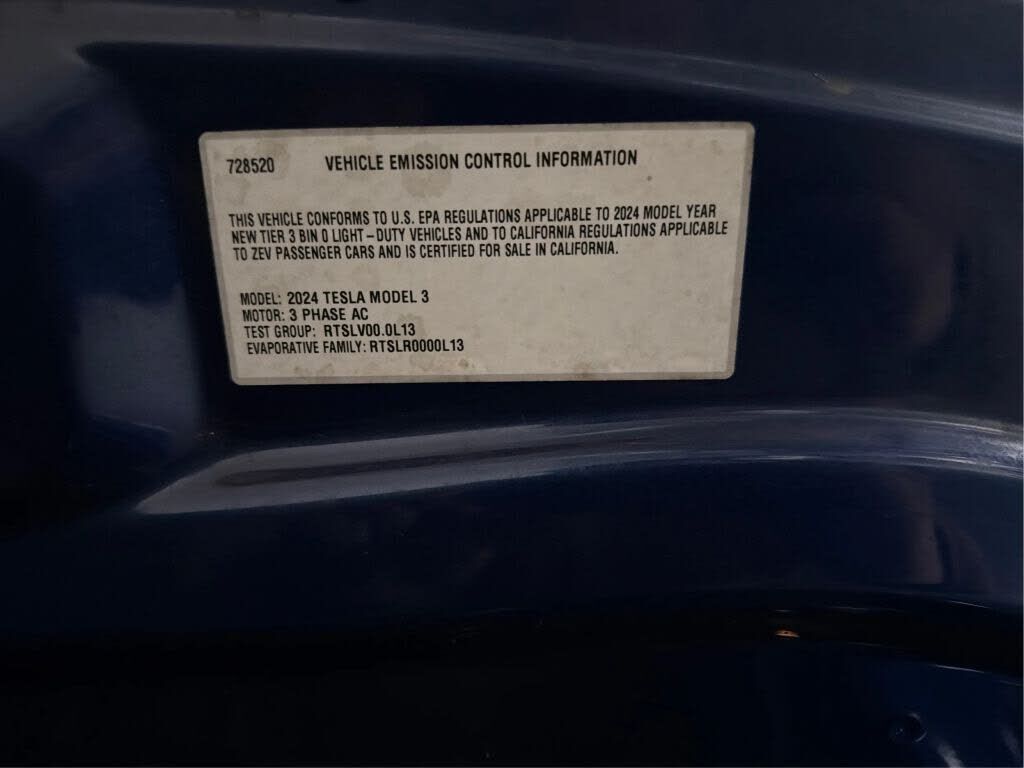 728520 VEHICLE EMISSION CONTROL INFORMATION
THIS VEHICLE CONFORMS TO U.S. EPA REGULATIONS APPLICABLE TO 2024 MODEL YEAR
NEW TIER 3 BIN 0 LIGHT-DUTY VEHICLES AND TO CALIFORNIA REGULATIONS APPLICABLE
TO ZEV PASSENGER CARS AND IS CERTIFIED FOR SALE IN CALIFORNIA.
MODEL: 2024 TESLA MODEL 3
MOTOR: 3 PHASE AC
TEST GROUP: RTSLV00.0L13
EVAPORATIVE FAMILY: RTSLR0000L13